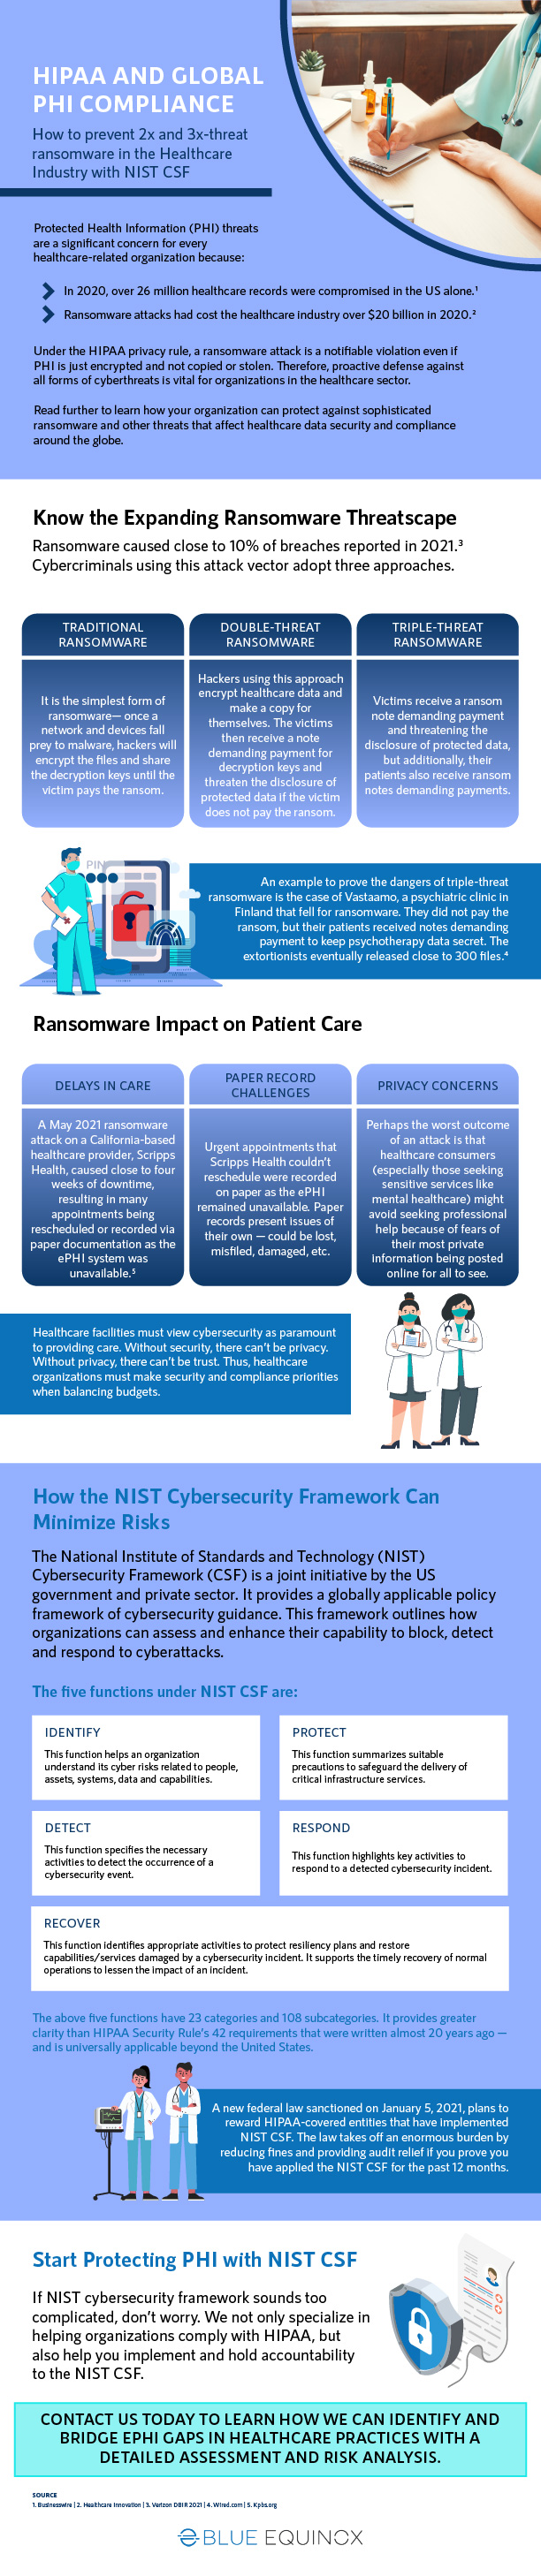 HIPAA AND GLOBAL
PHI COMPLIANCE
How to prevent 2x and 3x-threat
ransomware in the Healthcare
Industry with NIST CSF
Protected Health Information (PHI) threats
are a significant concern for every
healthcare-related organization because:
In 2020, over 26 million healthcare records were compromised in the US alone.¹
Ransomware attacks had cost the healthcare industry over $20 billion in 2020.²
Under the HIPAA privacy rule, a ransomware attack is a notifiable violation even if
PHI is just encrypted and not copied or stolen. Therefore, proactive defense against
all forms of cyberthreats is vital for organizations in the healthcare sector.
Read further to learn how your organization can protect against sophisticated
ransomware and other threats that affect healthcare data security and compliance
around the globe.
Know the Expanding Ransomware Threatscape
Ransomware caused close to 10% of breaches reported in 2021.³
Cybercriminals using this attack vector adopt three approaches.
TRADITIONAL
RANSOMWARE
It is the simplest form of
ransomware— once a
network and devices fall
prey to malware, hackers will
encrypt the files and share
the decryption keys until the
victim pays the ransom.
DOUBLE-THREAT
RANSOMWARE
Hackers using this approach
encrypt healthcare data and
make a copy for
themselves. The victims
then receive a note
demanding payment for
decryption keys and
threaten the disclosure of
protected data if the victim
does not pay the ransom.
TRIPLE-THREAT
RANSOMWARE
Victims receive a ransom
note demanding payment
and threatening the
disclosure of protected data,
but additionally, their
patients also receive ransom
notes demanding payments.
PIN
An example to prove the dangers of triple-threat
ransomware is the case of Vastaamo, a psychiatric clinic in
Finland that fell for ransomware. They did not pay the
ransom, but their patients received notes demanding
payment to keep psychotherapy data secret. The
extortionists eventually released close to 300 files.⁴
Ransomware Impact on Patient Care
DELAYS IN CARE
A May 2021 ransomware
attack on a California-based
healthcare provider, Scripps
Health, caused close to four
weeks of downtime,
resulting in many
appointments being
rescheduled or recorded via
paper documentation as the
ePHI system was
unavailable.⁵
PAPER RECORD
CHALLENGES
Urgent appointments that
Scripps Health couldn't
reschedule were recorded
on paper as the ePHI
remained unavailable. Paper
records present issues of
their own — could be lost,
misfiled, damaged, etc.
PRIVACY CONCERNS
Perhaps the worst outcome
of an attack is that
healthcare consumers
(especially those seeking
sensitive services like
mental healthcare) might
avoid seeking professional
help because of fears of
their most private
information being posted
online for all to see.
Healthcare facilities must view cybersecurity as paramount
to providing care. Without security, there can't be privacy.
Without privacy, there can't be trust. Thus, healthcare
organizations must make security and compliance priorities
when balancing budgets.
How the NIST Cybersecurity Framework Can
Minimize Risks
The National Institute of Standards and Technology (NIST)
Cybersecurity Framework (CSF) is a joint initiative by the US
government and private sector. It provides a globally applicable policy
framework of cybersecurity guidance. This framework outlines how
organizations can assess and enhance their capability to block, detect
and respond to cyberattacks.
The five functions under NIST CSF are:
IDENTIFY
This function helps an organization
understand its cyber risks related to people,
assets, systems, data and capabilities.
PROTECT
This function summarizes suitable
precautions to safeguard the delivery of
critical infrastructure services.
DETECT
This function specifies the necessary
activities to detect the occurrence of a
cybersecurity event.
RESPOND
This function highlights key activities to
respond to a detected cybersecurity incident.
RECOVER
This function identifies appropriate activities to protect resiliency plans and restore
capabilities/services damaged by a cybersecurity incident. It supports the timely recovery of normal
operations to lessen the impact of an incident.
The above five functions have 23 categories and 108 subcategories. It provides greater
clarity than HIPAA Security Rule's 42 requirements that were written almost 20 years ago —
and is universally applicable beyond the United States.
A new federal law sanctioned on January 5, 2021, plans to
reward HIPAA-covered entities that have implemented
NIST CSF. The law takes off an enormous burden by
reducing fines and providing audit relief if you prove you
have applied the NIST CSF for the past 12 months.
Start Protecting PHI with NIST CSF
If NIST cybersecurity framework sounds too
complicated, don't worry. We not only specialize in
helping organizations comply with HIPAA, but
also help you implement and hold accountability
to the NIST CSF.
CONTACT US TODAY TO LEARN HOW WE CAN IDENTIFY AND
BRIDGE EPHI GAPS IN HEALTHCARE PRACTICES WITH A
DETAILED ASSESSMENT AND RISK ANALYSIS.
SOURCE
1. Businesswire | 2. Healthcare Innovation | 3. Verizon DBIR 2021 | 4. Wired.com | 5. Kpbs.org
BLUE EQUINOX